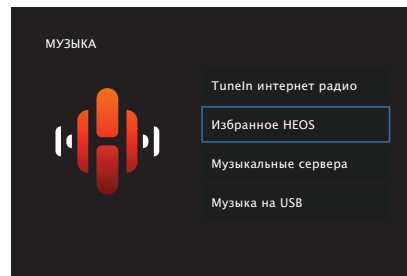 МУЗЫКА
TuneIn интернет радио
Избранное HEOS
Музыкальные сервера
Музыка на USB